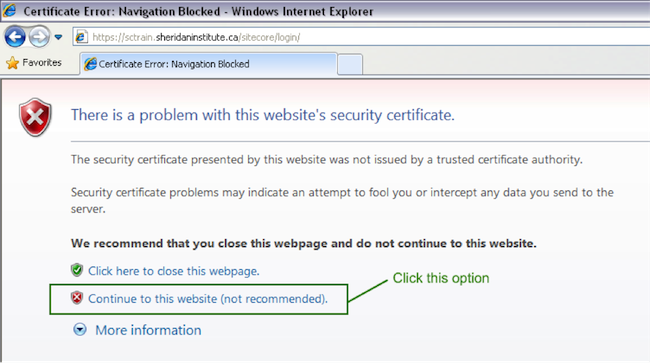 Certificate Error: Navigation Blocked - Windows Internet Explorer
https://sctrain.sheridaninstitute.ca/sitecore/login/
Favorites
Certificate Error: Navigation Blocked
There is a problem with this website's security certificate.
The security certificate presented by this website was not issued by a trusted certificate authority.
Security certificate problems may indicate an attempt to fool you or intercept any data you send to the
server.
We recommend that you close this webpage and do not continue to this website.
Click here to close this webpage.
Click this option
Continue to this website (not recommended).
More information